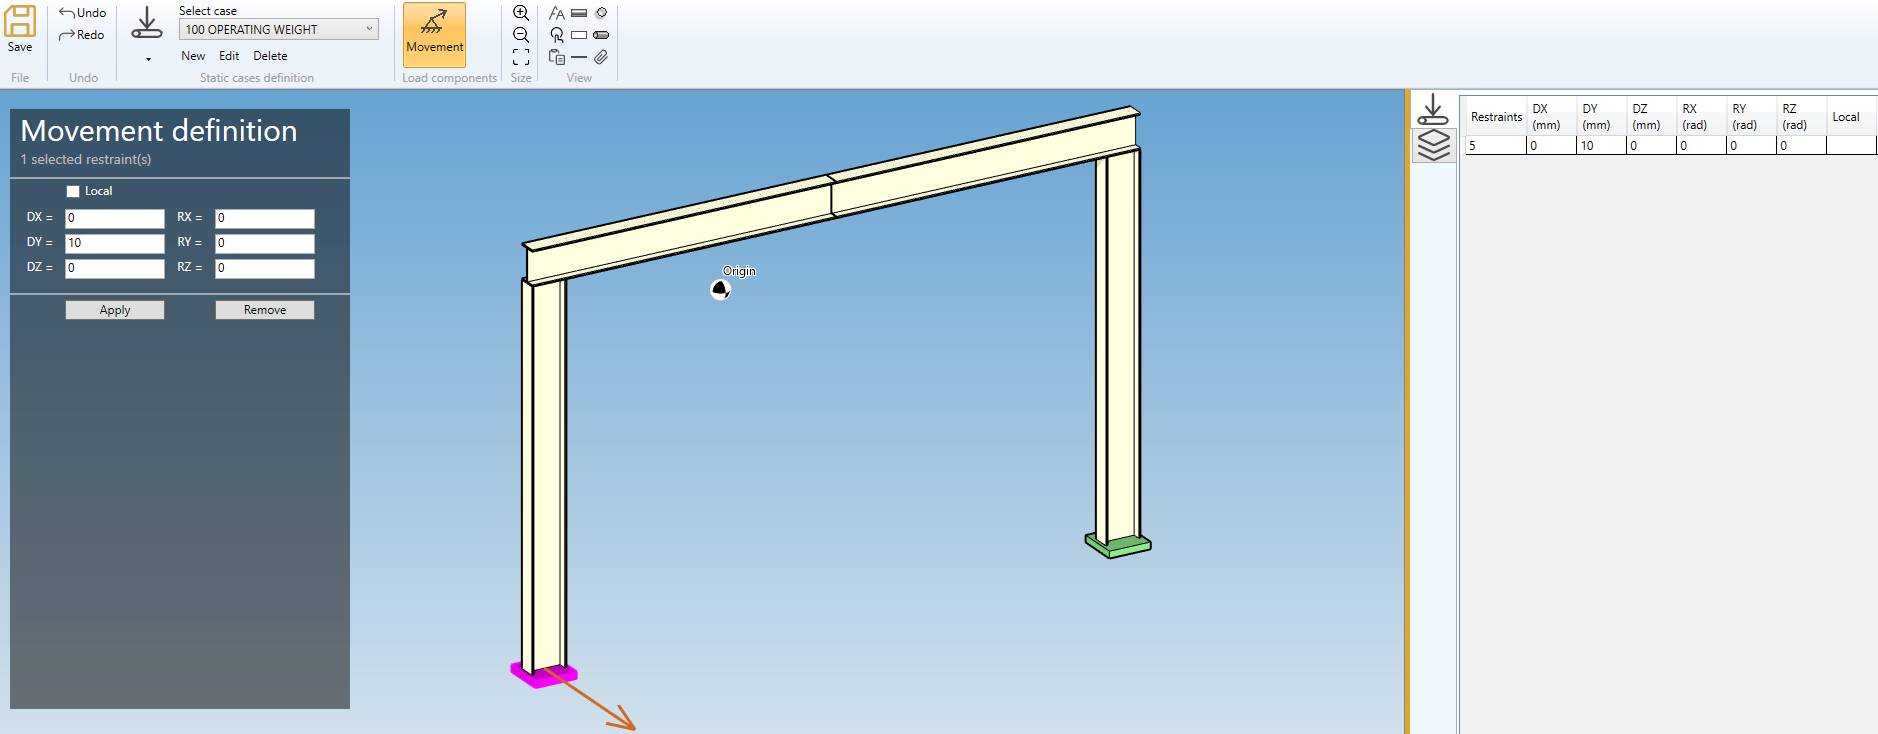 Save
File
Undo
Redo
Undo
Select case
100 OPERATING WEIGHT
New Edit Delete
Static cases definition
Movement
Load components
Size
View
Movement definition
1 selected restraint(s)
Local
DX = 0 RX = 0
DY = 10 RY = 0
DZ = 0 RZ = 0
Apply Remove
Origin
Restraints DX (mm) DY (mm) DZ (mm) RX (rad) RY (rad) RZ (rad) Local
5 0 10 0 0 0 0